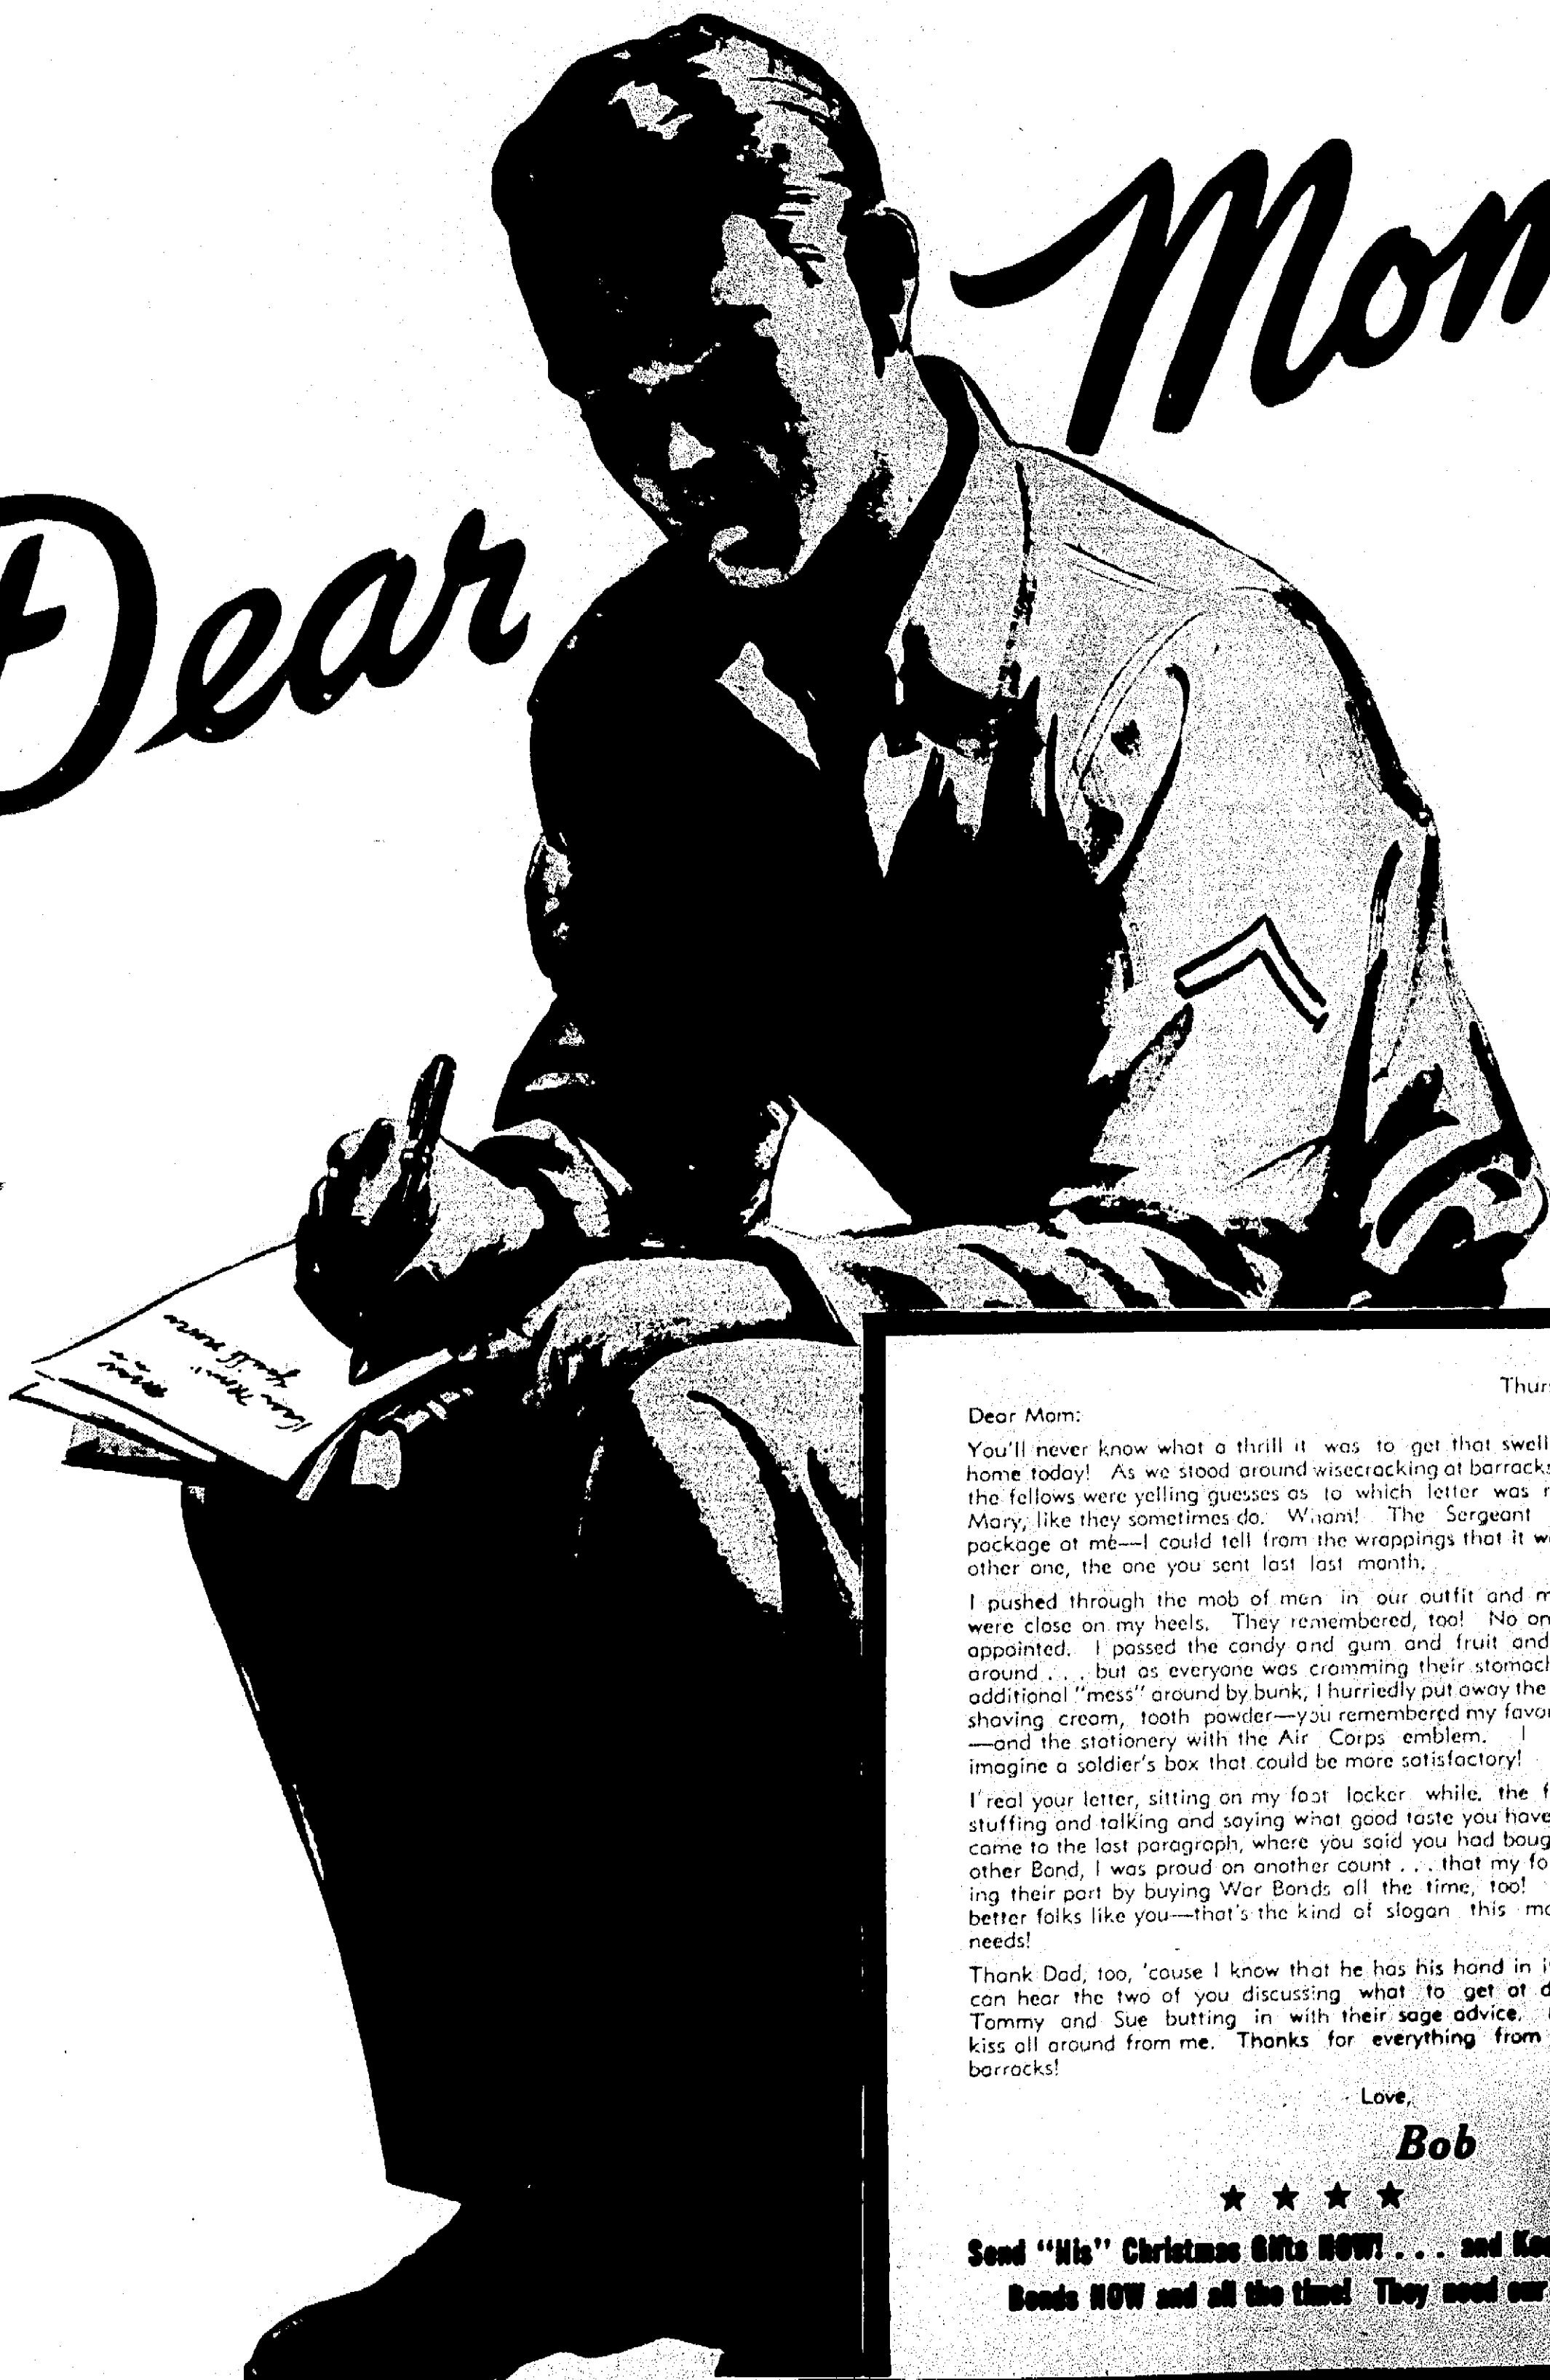 Dear Mom
Thurs
Dear Mom:
You'll never know what a thrill it was to get that swell
home today! As we stood around wisecracking at barracks
the fellows were yelling guesses as to which letter was
Mary, like they sometimes do. Wham! The Sergeant
package at me—I could tell from the wrappings that it
other one, the one you sent last last month.
I pushed through the mob of men in our outfit and
were close on my heels. They remembered, too! No
appointed. I passed the candy and gum and fruit and
around . . . but as everyone was cramming their
additional "mess" around by bunk, I hurriedly put away the
shaving cream, tooth powder—you remembered my
—and the stationery with the Air Corps emblem. I
imagine a soldier's box that could be more satisfactory!
I real your letter, sitting on my foot locker while. the
stuffing and talking and saying what good taste you have
come to the last paragraph, where you said you had
other Bond, I was proud on another count . . . that my
ing their part by buying War Bonds all the time, too!
better folks like you—that's the kind of slogan this
needs!
Thank Dad, too, 'cause I know that he has his hand in
can hear the two of you discussing what to get at
Tommy and Sue butting in with their sage advice.
kiss all around from me. Thanks for everything from
barracks!
Love,
Bob
Send "His" Christmas Gifts NOW! . . . and
Bonds NOW and all the time! They need our